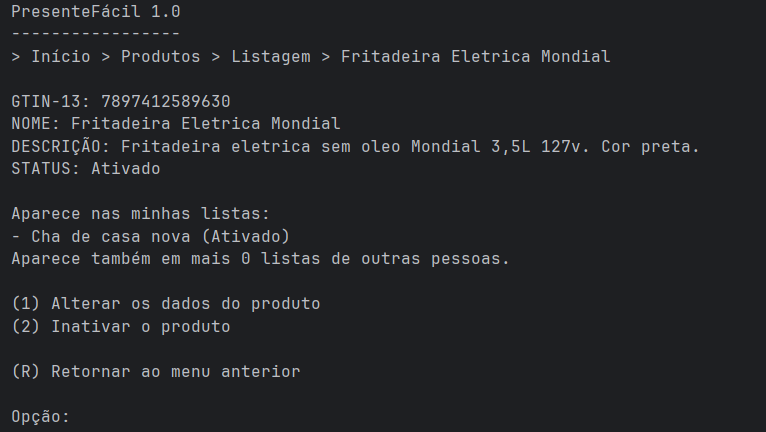 PresenteFácil 1.0
-----------------
> Início > Produtos > Listagem > Fritadeira Eletrica Mondial
GTIN-13: 7897412589630
NOME: Fritadeira Eletrica Mondial
DESCRIÇÃO: Fritadeira eletrica sem oleo Mondial 3,5L 127v. Cor preta.
STATUS: Ativado
Aparece nas minhas listas:
- Cha de casa nova (Ativado)
Aparece também em mais 0 listas de outras pessoas.
(1) Alterar os dados do produto
(2) Inativar o produto
(R) Retornar ao menu anterior
Opção: